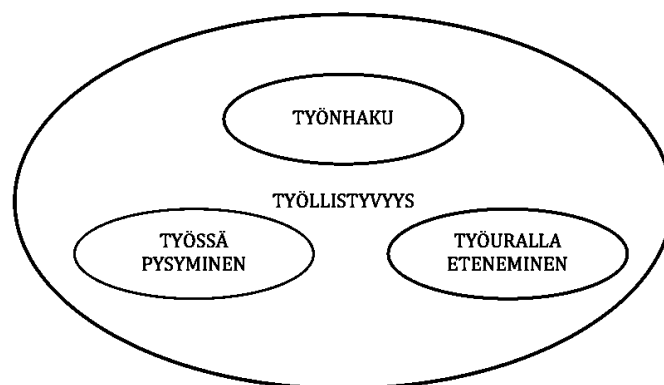 TYÖNHAKU
TYÖLLISTYVYYS
TYÖSSÄ
PYSYMINEN
TYÖURALLA
ETENEMINEN